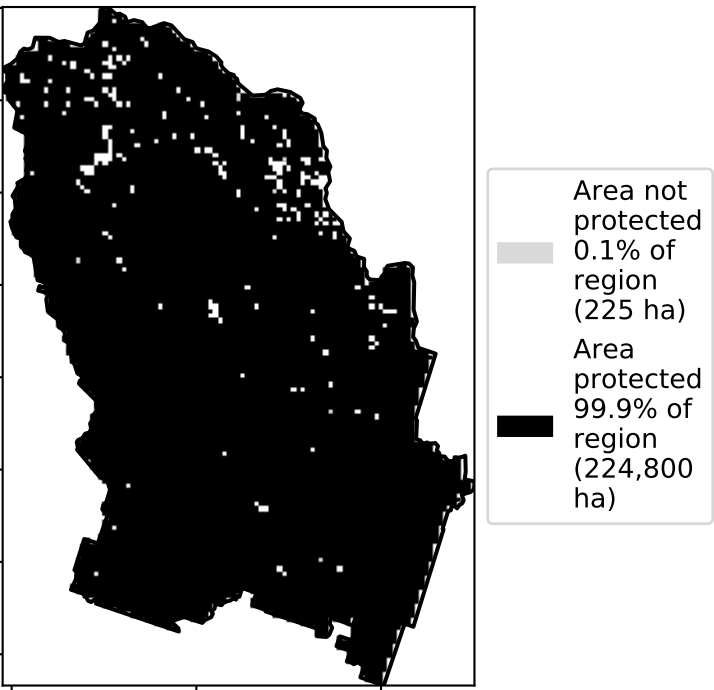 Area not
protected
0.1% of
region
(225 ha)
Area
protected
99.9% of
region
(224,800
ha)